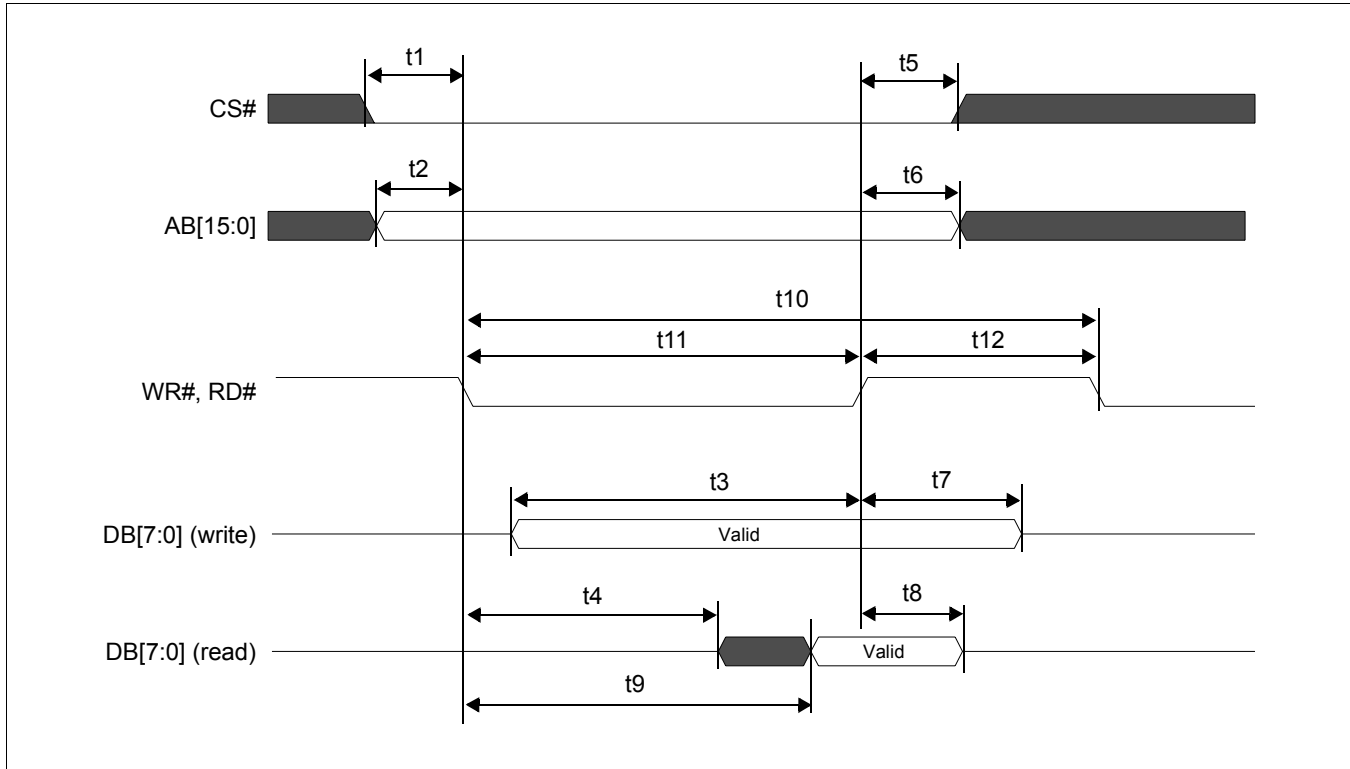 t1
t5
CS#
t2
t6
AB[15:0]
t10
t11
t12
WR#, RD#
t3
t7
DB[7:0] (write)
Valid
t4
t8
DB[7:0] (read)
Valid
t9